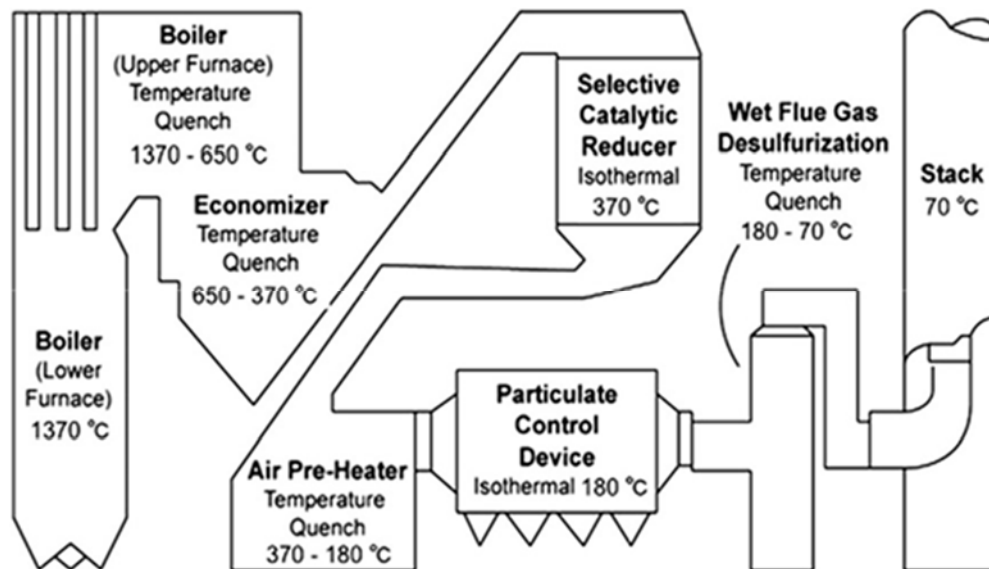 Boiler
(Upper Furnace)
Temperature
Quench
1370 - 650 °C
Economizer
Temperature
Quench
650 - 370 °C
Boiler
(Lower
Furnace)
1370 °C
Selective
Catalytic
Reducer
Isothermal
370 °C
Wet Flue Gas
Desulfurization
Temperature
Quench
180 - 70 °C
Stack
70 °C
Air Pre-Heater
Temperature
Quench
370 - 180 °C
Particulate
Control
Device
Isothermal 180 °C